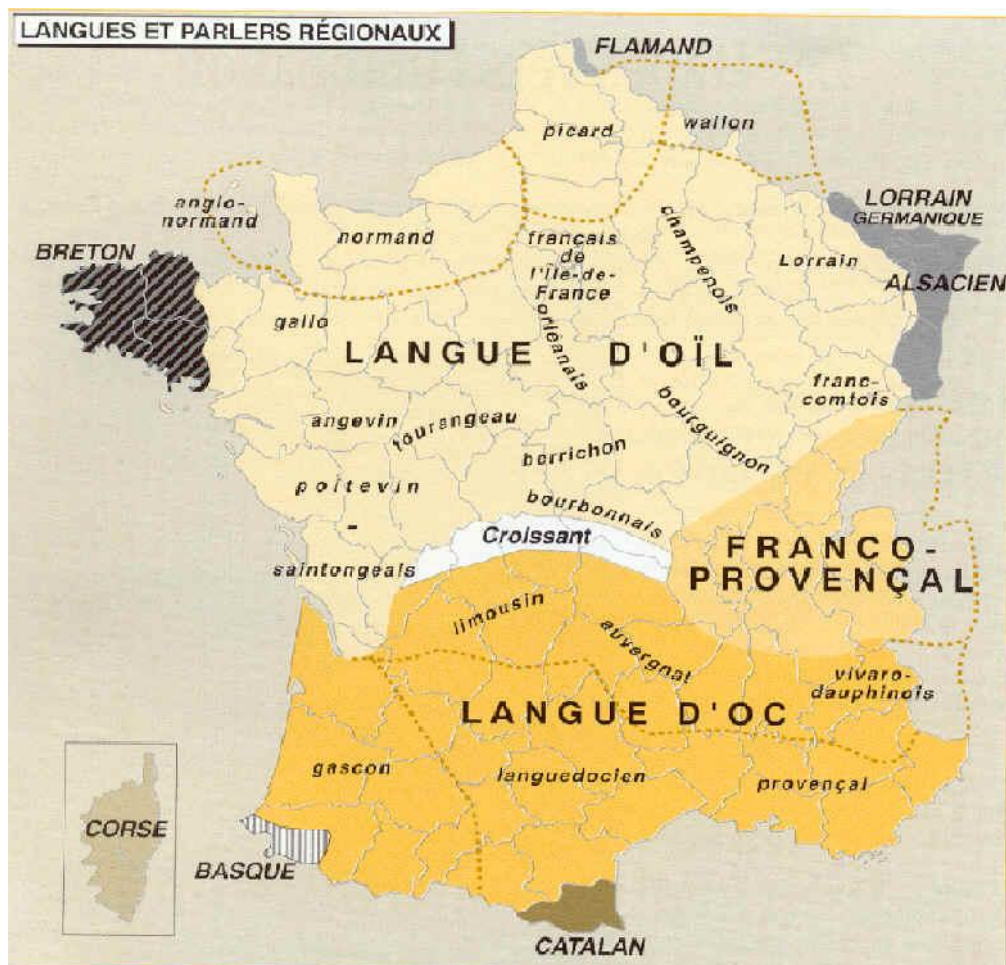 LANGUES ET PARLERS RÉGIONAUX
FLAMAND
picard
wallon
LORRAIN
GERMANIQUE
anglo-
normand
normand
français
de
l'Île-de-
France
champenois
Lorrain
BRETON
ALSACIEN
gallo
orléanais
LANGUE D'OÏL
franc-
comtois
angevin
tourangeau
bourguignon
berrichon
poitevin
-
saintongeais
bourbonnais
Croissant
FRANCO-
PROVENÇAL
limousin
auvergnat
vivaro-
dauphinois
LANGUE D'OC
gascon
languedocien
provençal
CORSE
BASQUE
CATALAN